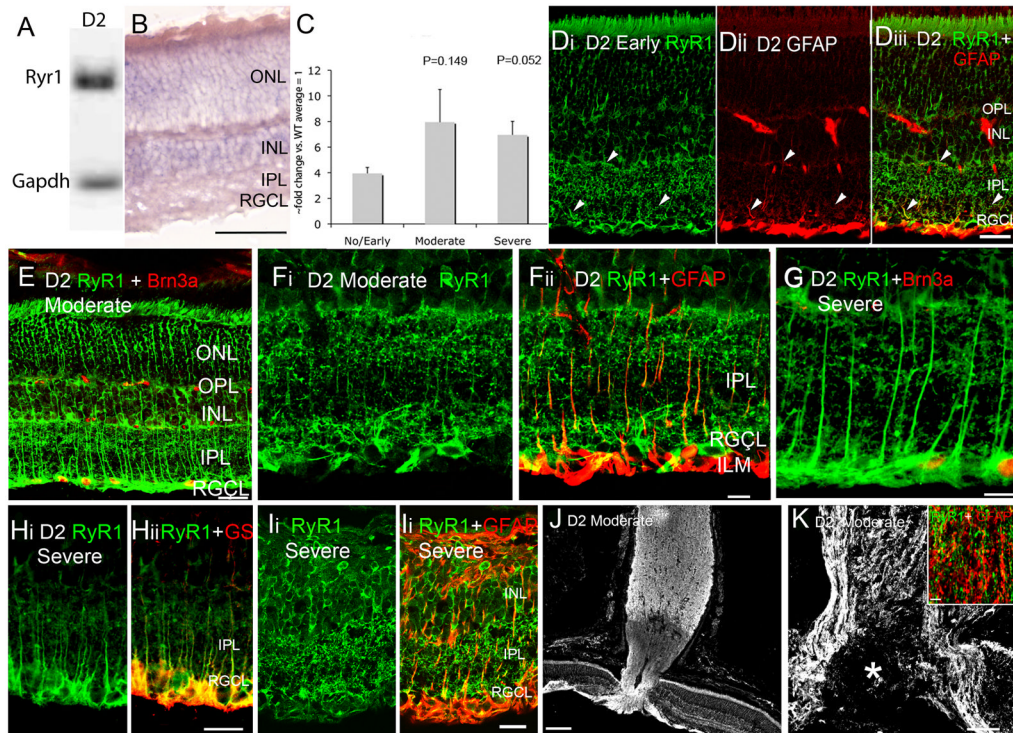 A
D2
Ryr1
Gapdh
B
ONL
INL
IPL
RGCL
C
~fold change vs. WT average = 1
12
10
8
6
4
2
0
P=0.149
P=0.052
No/Early
Moderate
Severe
Di D2 Early RyR1
Dii D2 GFAP
Diii D2 RyR1+
GFAP
OPL
INL
IPL
RGCL
E D2 RyR1 + Brn3a
Moderate
ONL
OPL
INL
IPL
RGCL
Fi D2 Moderate RyR1
Fii D2 RyR1+GFAP
IPL
RGÇL
ILM
G D2 RyR1+Brn3a
Severe
Hi D2 RyR1
Severe
Hii RyR1+GS
IPL
RGCL
Ii RyR1
Severe
Ii RyR1+GFAP
Severe
INL
IPL
RGCL
J D2 Moderate
K D2 Moderate
RyR1+ GFAP
*